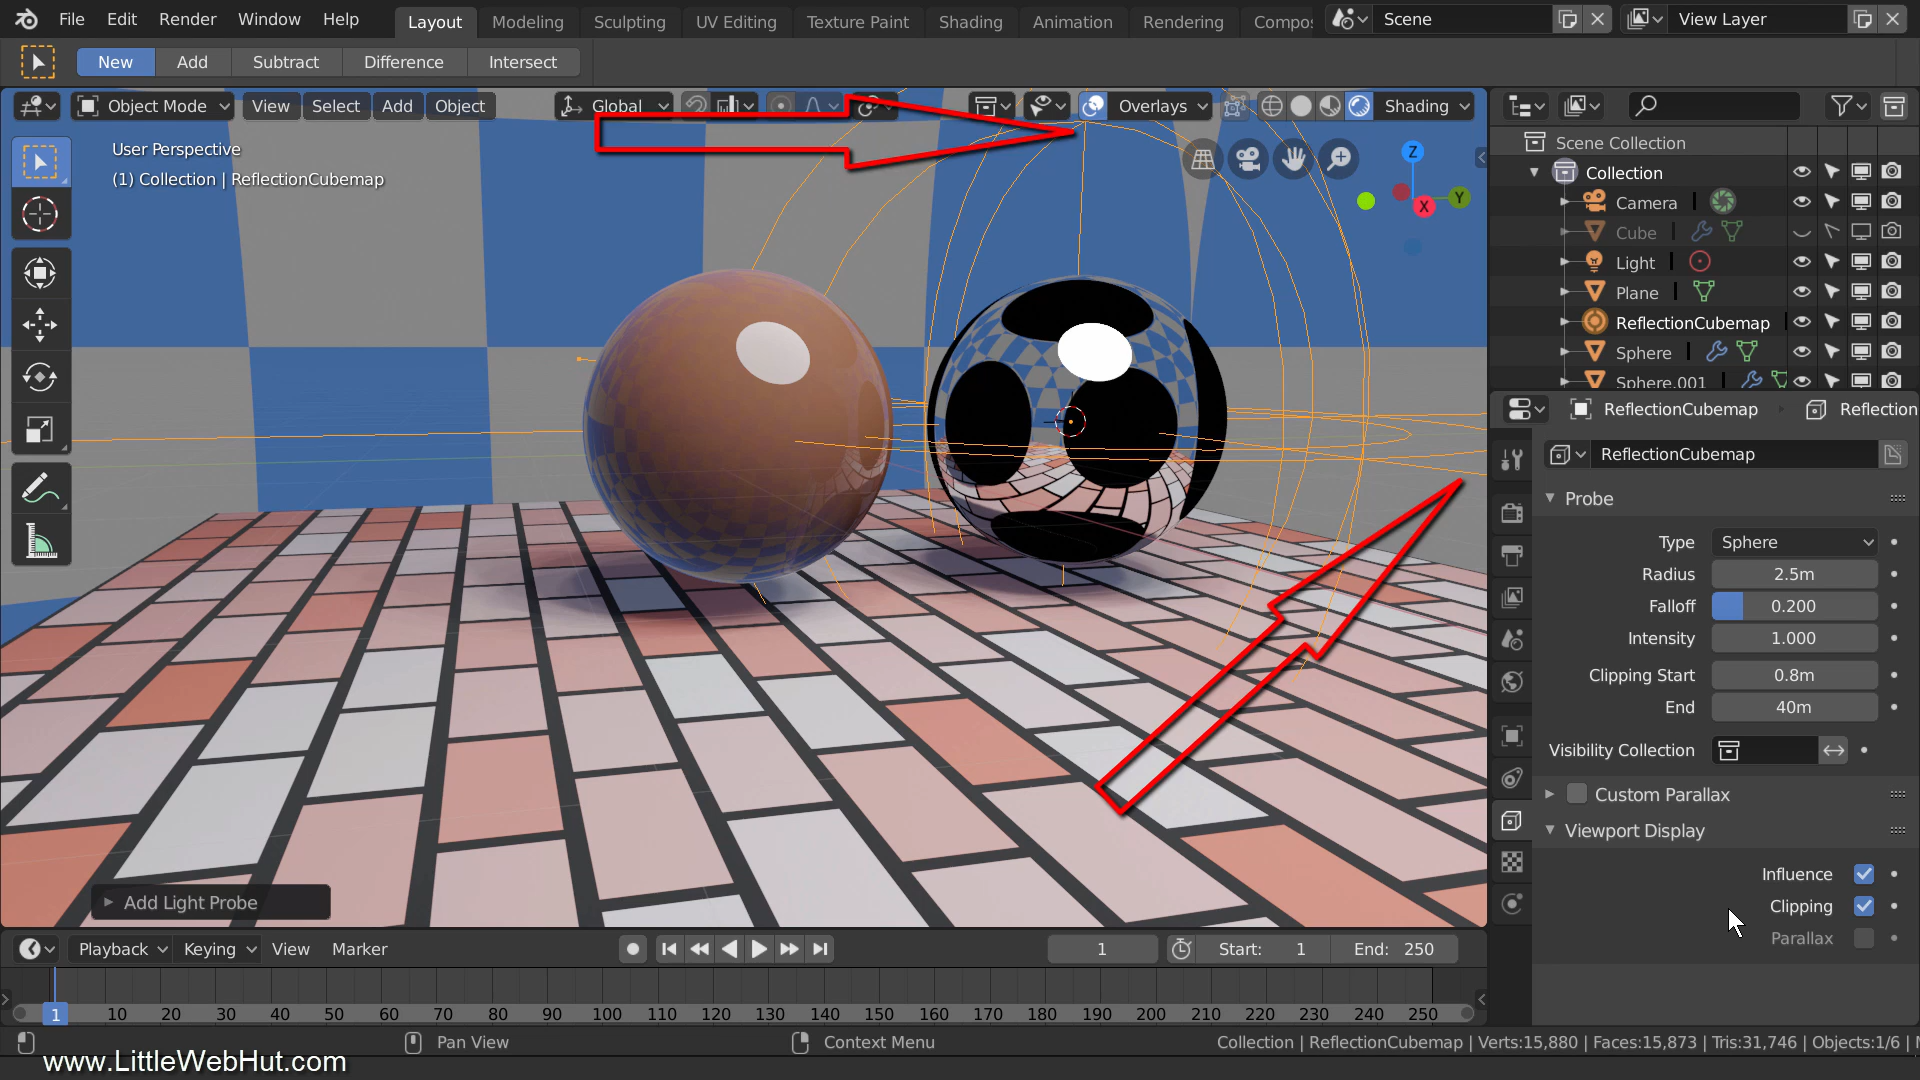 File Edit Render Window Help Layout Modeling Sculpting UV Editing Texture Paint Shading Animation Rendering Scene View Layer
New Add Subtract Difference Intersect
Object Mode View Select Add Object Global Overlays Shading
User Perspective
(1) Collection | ReflectionCubemap
Z
Y
X
Add Light Probe
Scene Collection
Collection
Camera
Cube
Light
Plane
ReflectionCubemap
Sphere
Sphere.001
ReflectionCubemap Reflection
ReflectionCubemap
Probe
Type Sphere
Radius 2.5m
Falloff 0.200
Intensity 1.000
Clipping Start 0.8m
End 40m
Visibility Collection
Custom Parallax
Viewport Display
Influence
Clipping
Parallax
Playback Keying View Marker 1 Start: 1 End: 250
1 10 20 30 40 50 60 70 80 90 100 110 120 130 140 150 160 170 180 190 200 210 220 230 240 250
Pan View Context Menu Collection | ReflectionCubemap | Verts:15,880 | Faces:15,873 | Tris:31,746 | Objects:1/6 |
www.LittleWebHut.com